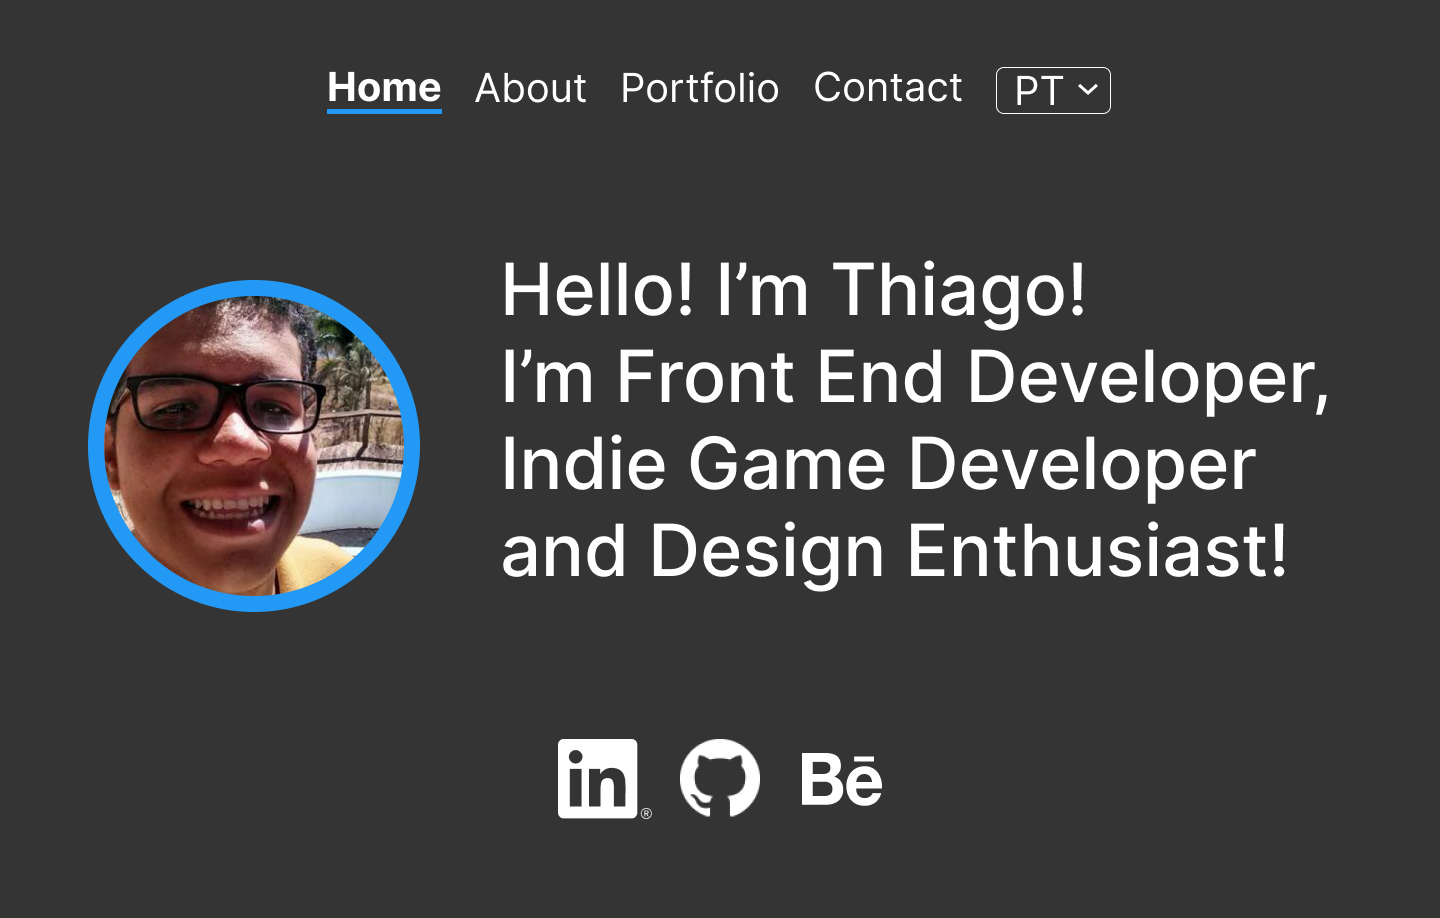 Home About Portfolio Contact PT
Hello! I’m Thiago!
I’m Front End Developer,
Indie Game Developer
and Design Enthusiast!
in ® Bē